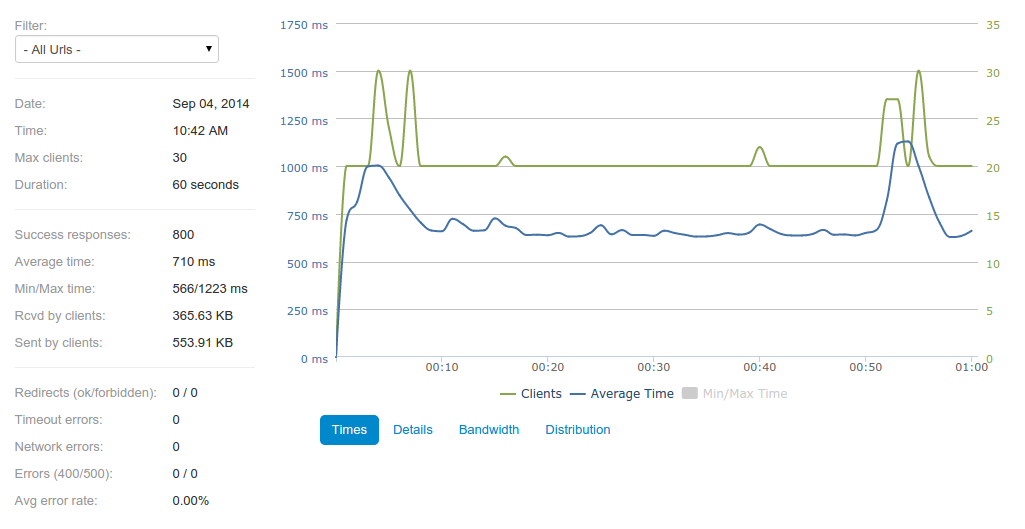 Filter:
- All Urls -
Date: Sep 04, 2014
Time: 10:42 AM
Max clients: 30
Duration: 60 seconds
Success responses: 800
Average time: 710 ms
Min/Max time: 566/1223 ms
Rcvd by clients: 365.63 KB
Sent by clients: 553.91 KB
Redirects (ok/forbidden): 0 / 0
Timeout errors: 0
Network errors: 0
Errors (400/500): 0 / 0
Avg error rate: 0.00%
1750 ms 35
1500 ms 30
1250 ms 25
1000 ms 20
750 ms 15
500 ms 10
250 ms 5
0 ms 0
00:10 00:20 00:30 00:40 00:50 01:00
Clients Average Time Min/Max Time
Times Details Bandwidth Distribution